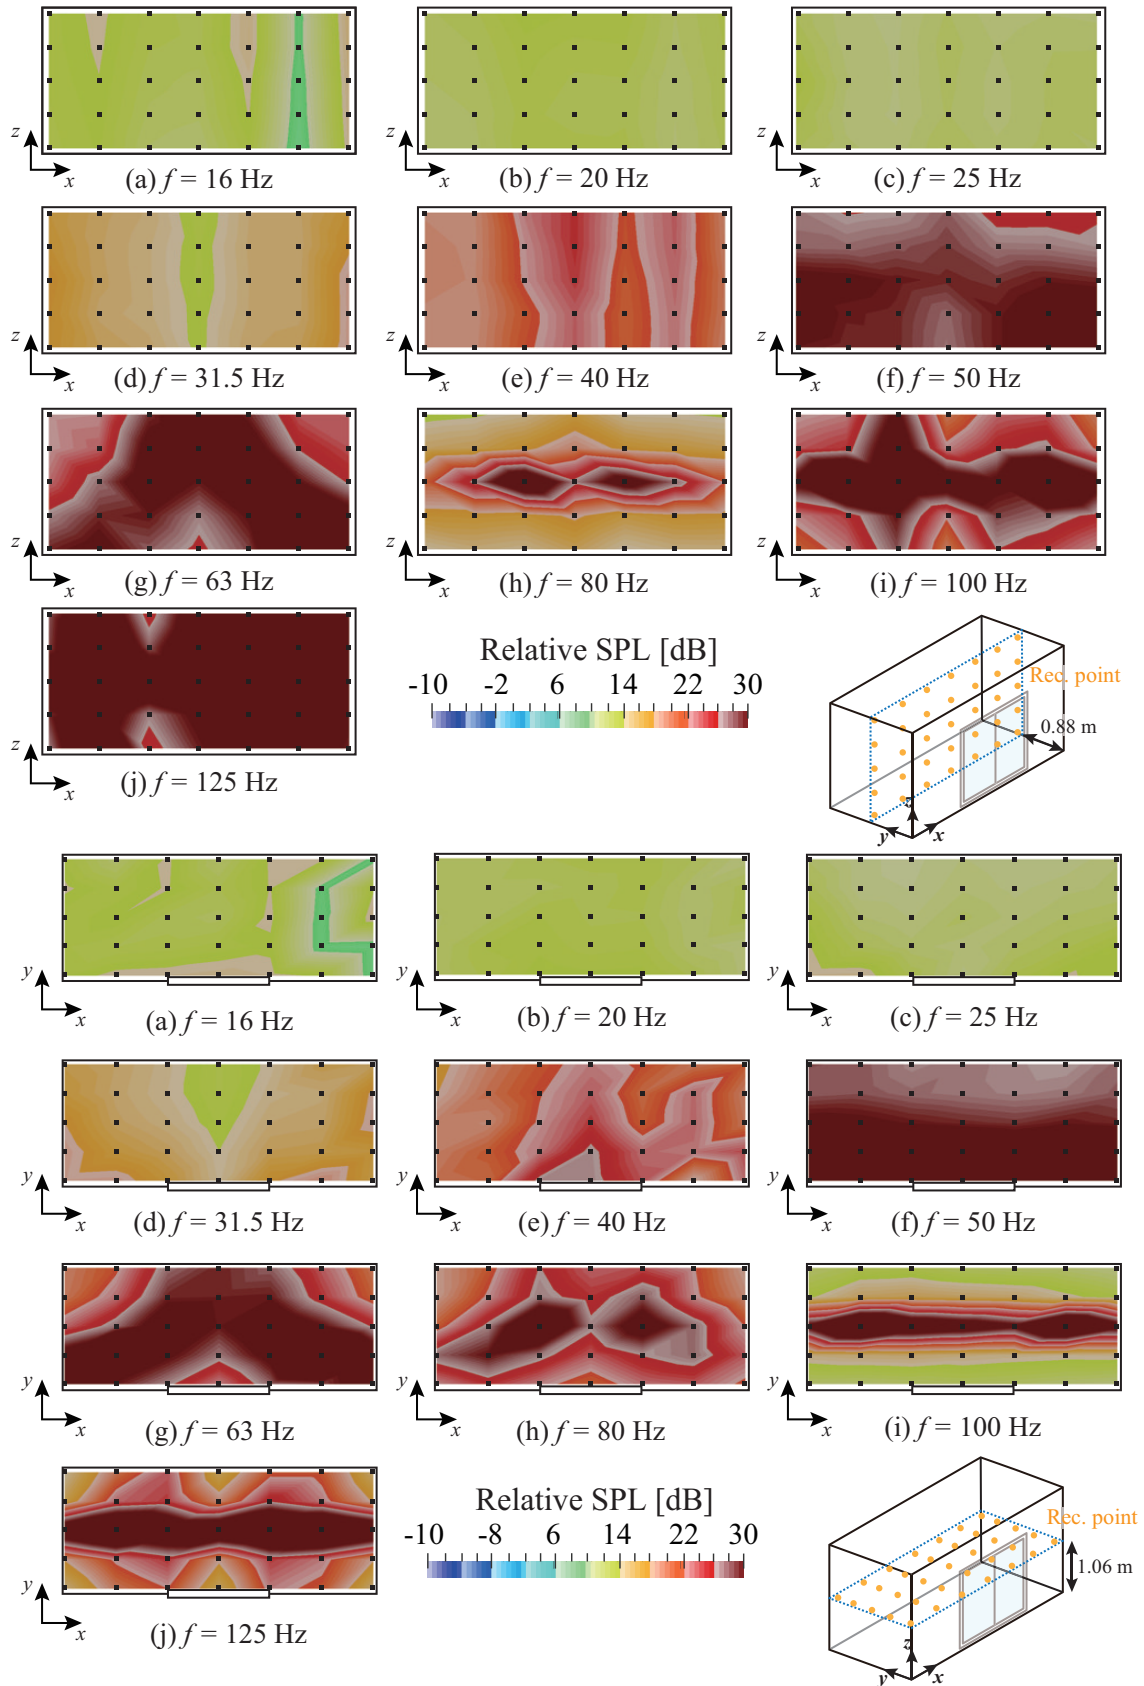 z
x
(a) f = 16 Hz
z
x
(b) f = 20 Hz
z
x
(c) f = 25 Hz
z
x
(d) f = 31.5 Hz
z
x
(e) f = 40 Hz
z
x
(f) f = 50 Hz
z
x
(g) f = 63 Hz
z
x
(h) f = 80 Hz
z
x
(i) f = 100 Hz
z
x
(j) f = 125 Hz
Relative SPL [dB]
-10 -2 6 14 22 30
Rec. point
0.88 m
z
y x
y
x
(a) f = 16 Hz
y
x
(b) f = 20 Hz
y
x
(c) f = 25 Hz
y
x
(d) f = 31.5 Hz
y
x
(e) f = 40 Hz
y
x
(f) f = 50 Hz
y
x
(g) f = 63 Hz
y
x
(h) f = 80 Hz
y
x
(i) f = 100 Hz
y
x
(j) f = 125 Hz
Relative SPL [dB]
-10 -8 6 14 22 30
Rec. point
1.06 m
z
y x